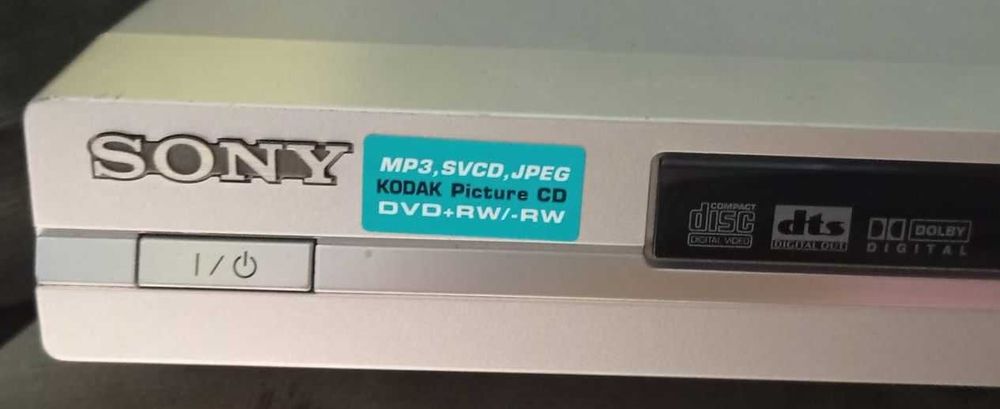 SONY
MP3,SVCD,JPEG
KODAK Picture CD
DVD+RW/-RW
I/⏻
COMPACT
disc
DIGITAL VIDEO
dts
DIGITAL OUT
DOLBY
DIGITAL